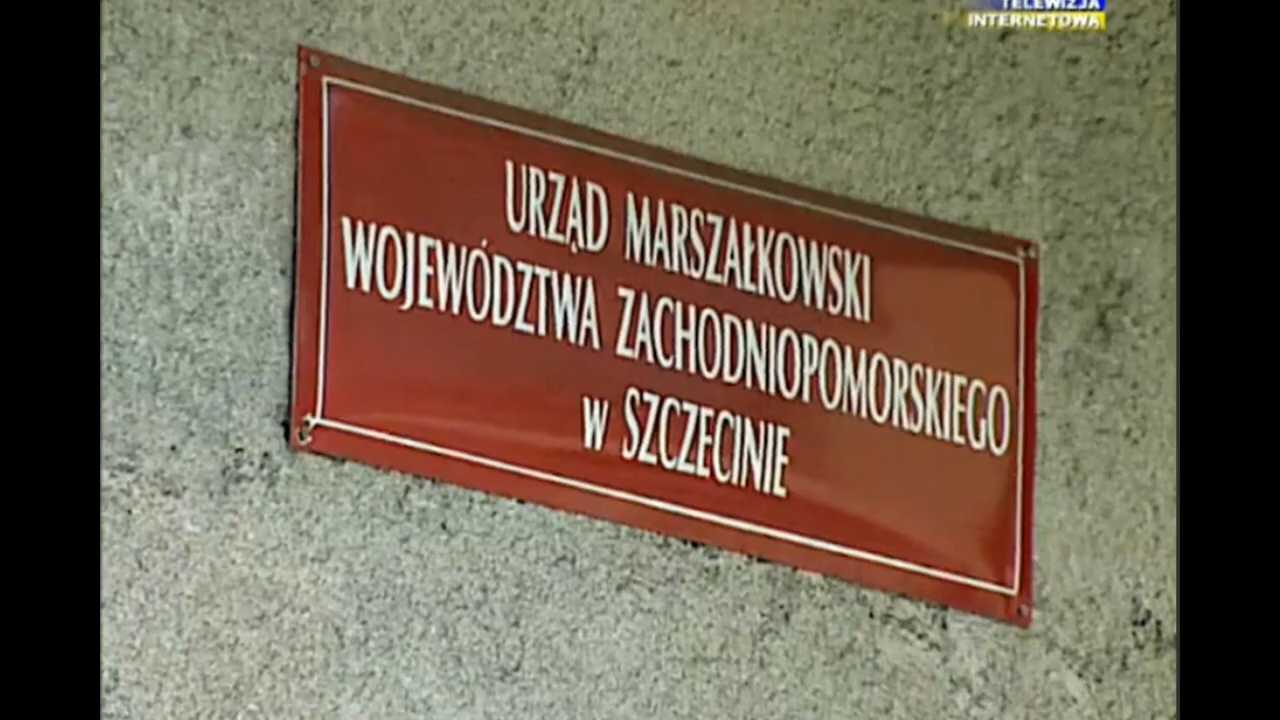 TELEWIZJA
INTERNETOWA
URZĄD MARSZAŁKOWSKI
WOJEWÓDZTWA ZACHODNIOPOMORSKIEGO
w SZCZECINIE